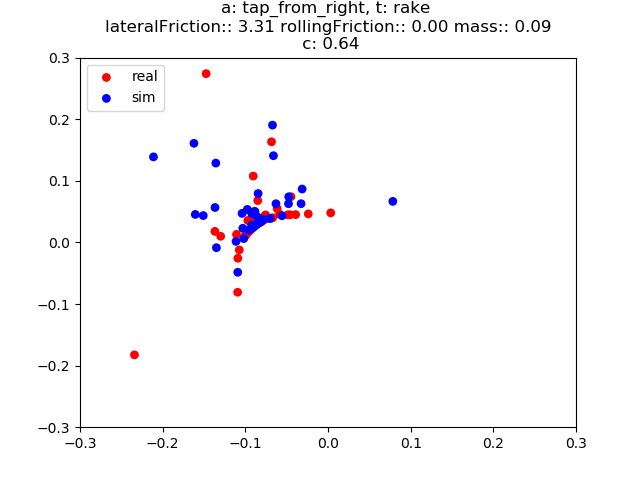 a: tap_from_right, t: rake
lateralFriction:: 3.31 rollingFriction:: 0.00 mass:: 0.09
c: 0.64
real
sim
0.3
0.2
0.1
0.0
−0.1
−0.2
−0.3
−0.3 −0.2 −0.1 0.0 0.1 0.2 0.3